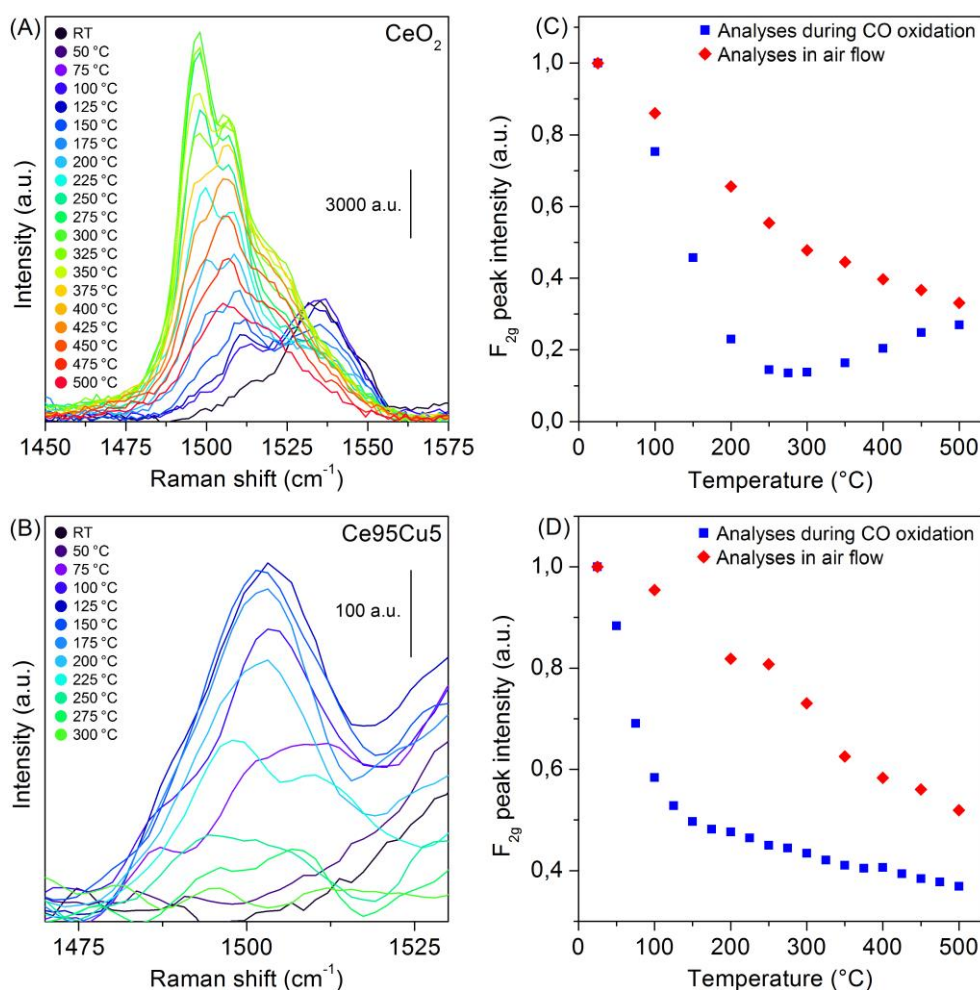 (A)
CeO2
RT
50 °C
75 °C
100 °C
125 °C
150 °C
175 °C
200 °C
225 °C
250 °C
275 °C
300 °C
325 °C
350 °C
375 °C
400 °C
425 °C
450 °C
475 °C
500 °C
3000 a.u.
Intensity (a.u.)
1450
1475
1500
1525
1550
1575
Raman shift (cm-1)
(C)
Analyses during CO oxidation
Analyses in air flow
F2g peak intensity (a.u.)
1,0
0,8
0,6
0,4
0,2
0,0
0
100
200
300
400
500
Temperature (°C)
(B)
Ce95Cu5
RT
50 °C
75 °C
100 °C
125 °C
150 °C
175 °C
200 °C
225 °C
250 °C
275 °C
300 °C
100 a.u.
Intensity (a.u.)
1475
1500
1525
Raman shift (cm-1)
(D)
Analyses during CO oxidation
Analyses in air flow
F2g peak intensity (a.u.)
1,0
0,8
0,6
0,4
0
100
200
300
400
500
Temperature (°C)